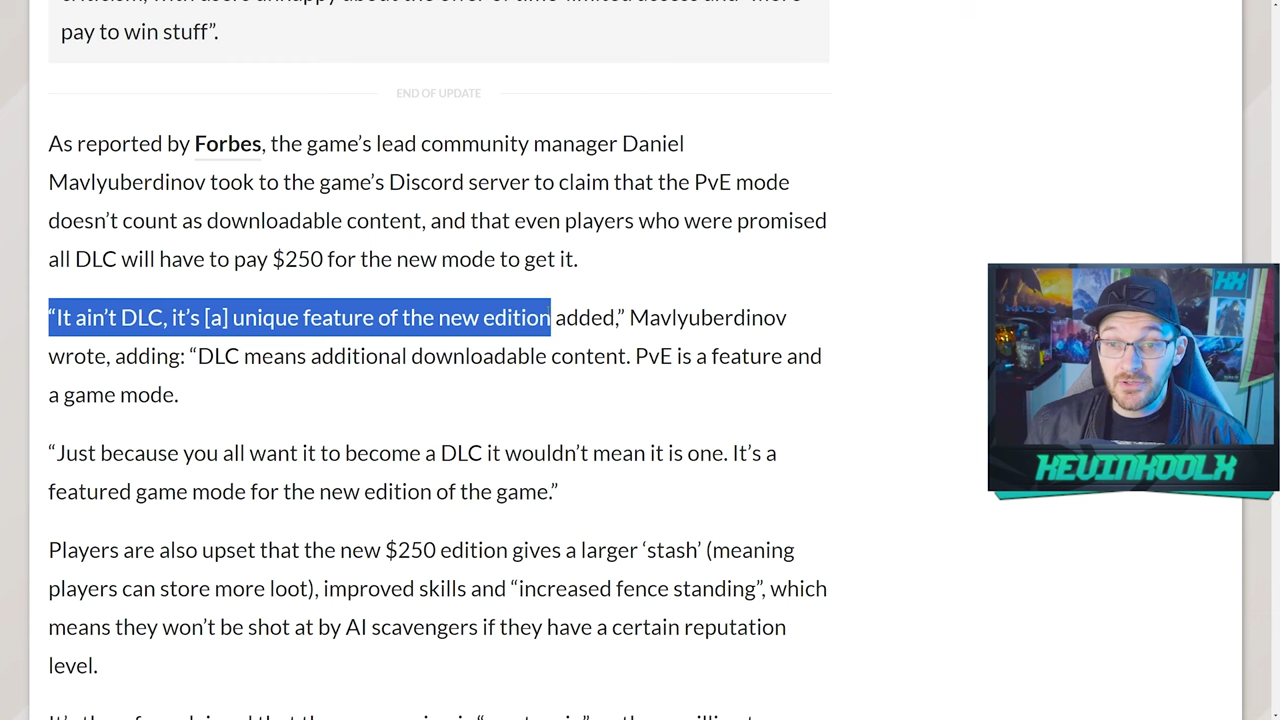 pay to win stuff”.
END OF UPDATE
As reported by Forbes, the game’s lead community manager Daniel
Mavlyuberdinov took to the game’s Discord server to claim that the PvE mode
doesn’t count as downloadable content, and that even players who were promised
all DLC will have to pay $250 for the new mode to get it.
“It ain’t DLC, it’s [a] unique feature of the new edition added,” Mavlyuberdinov
wrote, adding: “DLC means additional downloadable content. PvE is a feature and
a game mode.
“Just because you all want it to become a DLC it wouldn’t mean it is one. It’s a
featured game mode for the new edition of the game.”
Players are also upset that the new $250 edition gives a larger ‘stash’ (meaning
players can store more loot), improved skills and “increased fence standing”, which
means they won’t be shot at by AI scavengers if they have a certain reputation
level.
KEVINKOOLX